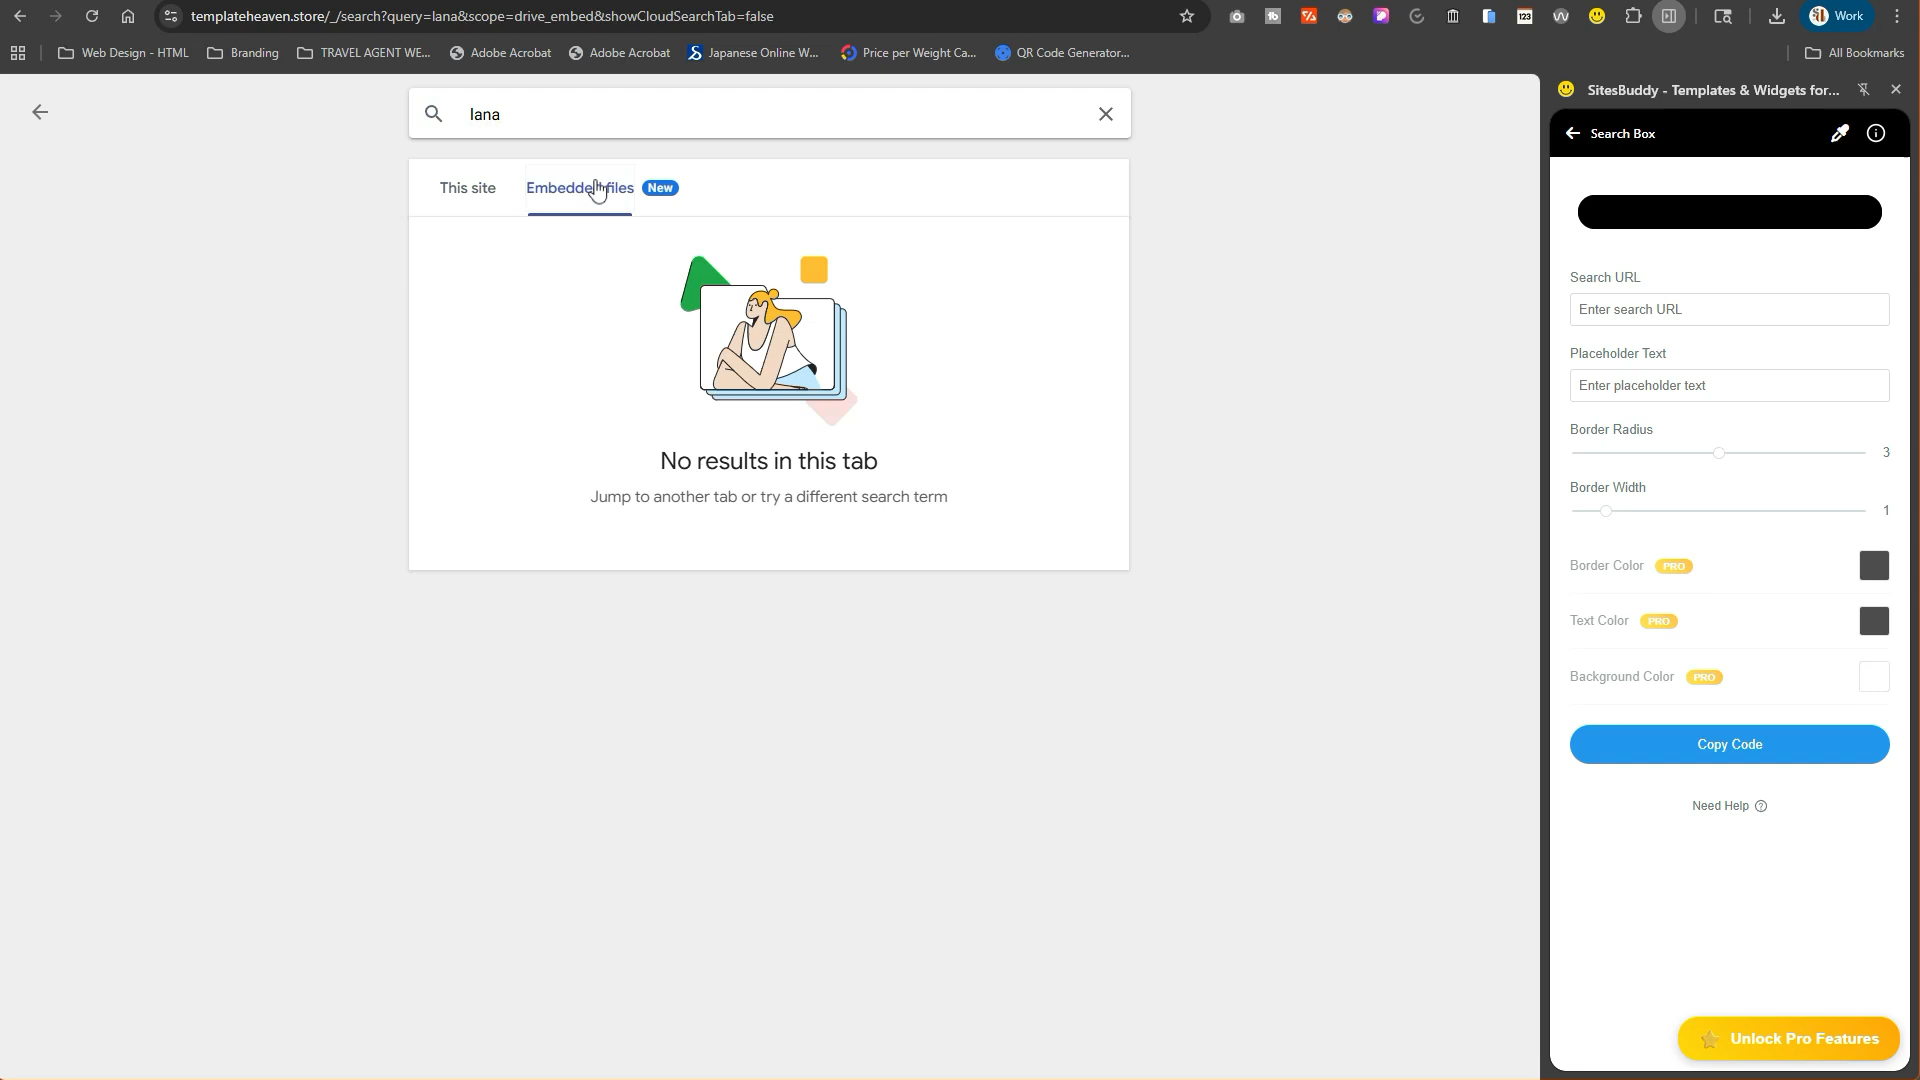 templateheaven.store/_/search?query=lana&scope=drive_embed&showCloudSearchTab=false
Work
Web Design - HTML
Branding
TRAVEL AGENT WE...
Adobe Acrobat
Adobe Acrobat
Japanese Online W...
Price per Weight Ca...
QR Code Generator...
All Bookmarks
lana
This site
Embedded files
New
No results in this tab
Jump to another tab or try a different search term
SitesBuddy - Templates & Widgets for...
Search Box
Search URL
Enter search URL
Placeholder Text
Enter placeholder text
Border Radius
3
Border Width
1
Border Color PRO
Text Color PRO
Background Color PRO
Copy Code
Need Help
Unlock Pro Features